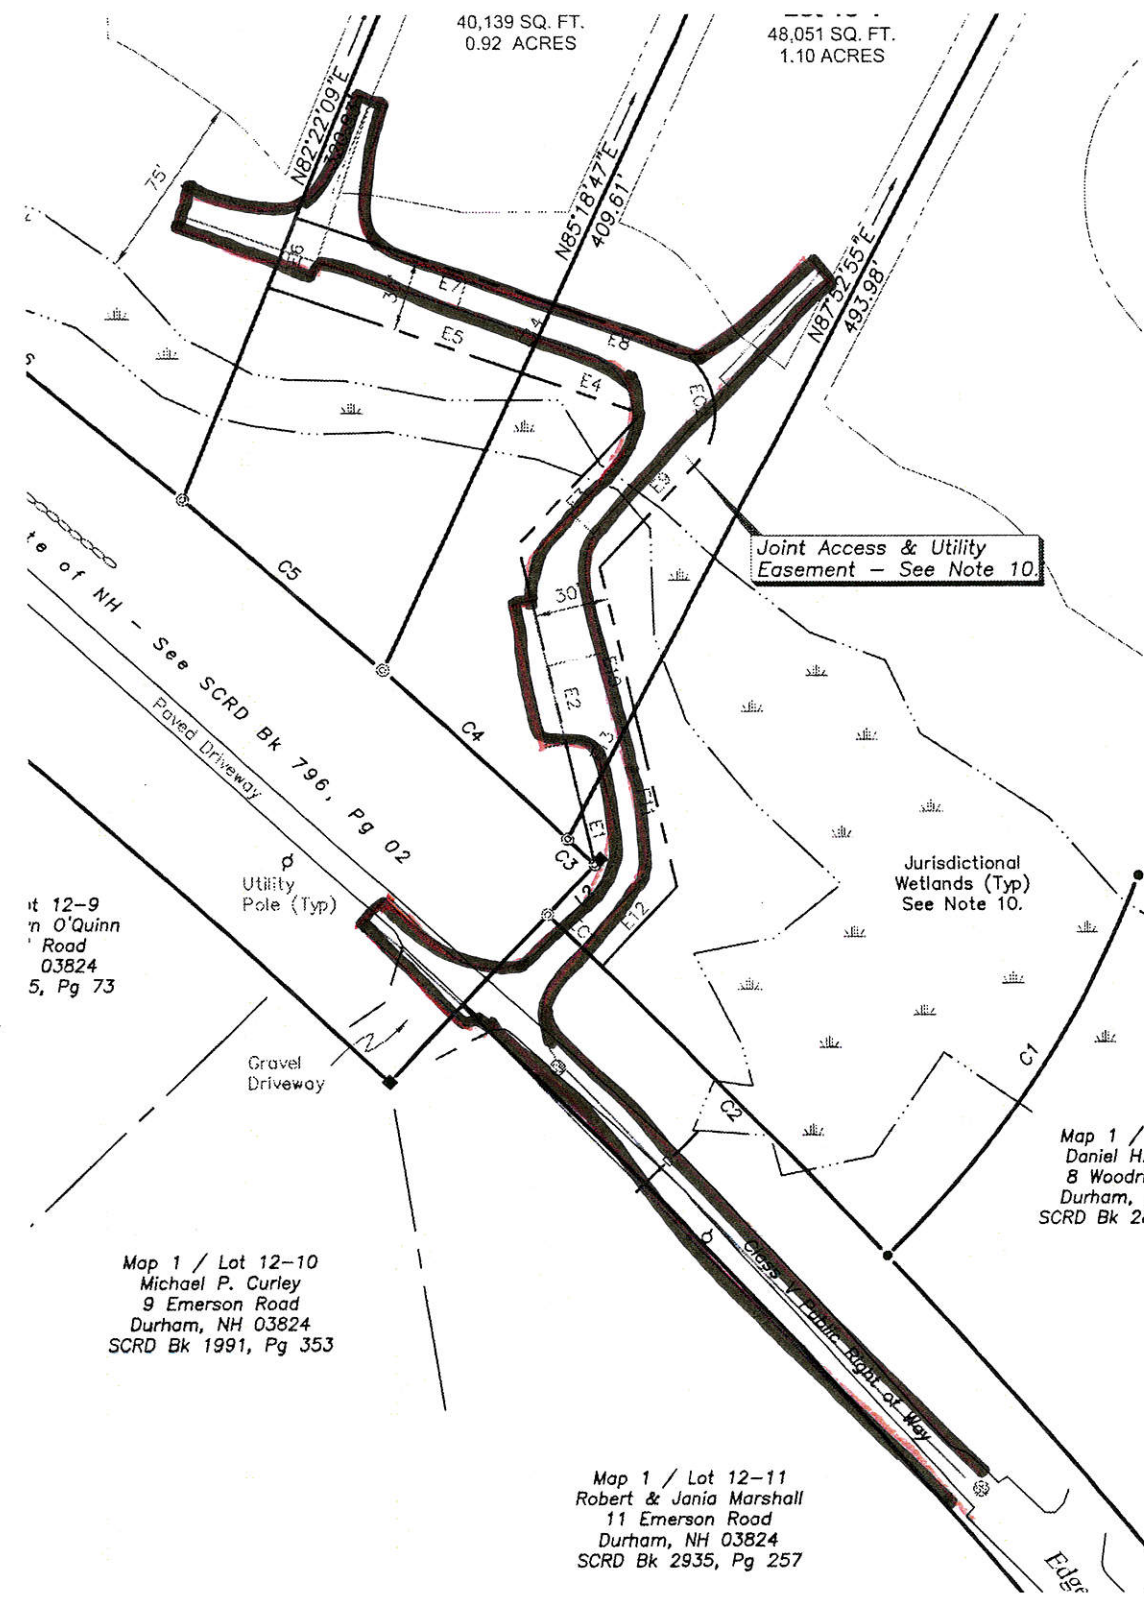 40,139 SQ. FT.
0.92 ACRES
48,051 SQ. FT.
1.10 ACRES
N82°22'09"E
75'
N85°18'47"E
409.61'
N87°52'55"E
493.98'
E6
E7
E5
E8
E4
E3
E9
Joint Access & Utility
Easement – See Note 10.
C5
30'
E10
E2
te of NH – See SCRD Bk 796, Pg 02
Paved Driveway
C4
E1
E11
C3
L2
E12
Utility
Pole (Typ)
Jurisdictional
Wetlands (Typ)
See Note 10.
t 12–9
n O'Quinn
Road
03824
5, Pg 73
Gravel
Driveway
C1
C2
Map 1 /
Daniel H.
8 Woodr
Durham,
SCRD Bk
Class V Public Right of Way
Map 1 / Lot 12–10
Michael P. Curley
9 Emerson Road
Durham, NH 03824
SCRD Bk 1991, Pg 353
Map 1 / Lot 12–11
Robert & Jania Marshall
11 Emerson Road
Durham, NH 03824
SCRD Bk 2935, Pg 257
Edge